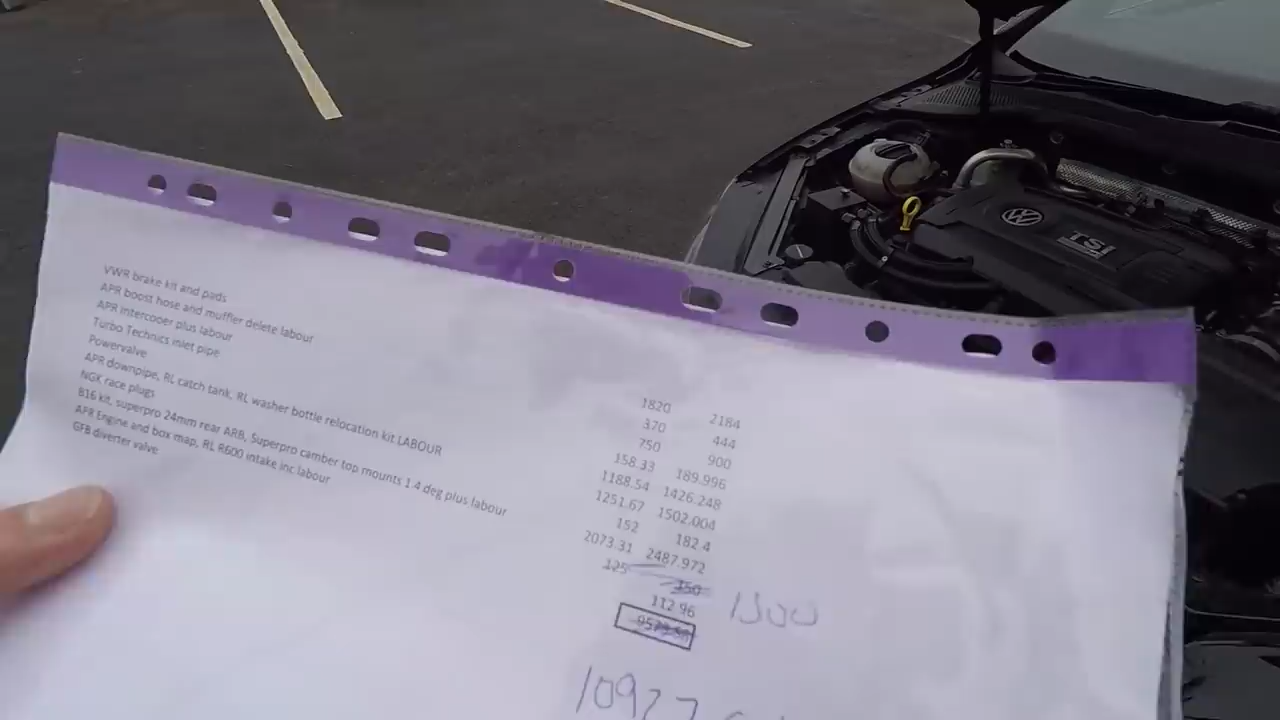 VWR brake kit and pads
APR boost hose and muffler delete labour
APR intercooer plus labour
Turbo Technics inlet pipe
Powervalve
APR downpipe, RL catch tank, RL washer bottle relocation kit LABOUR
NGK race plugs
B16 kit, superpro 24mm rear ARB, Superpro camber top mounts 1.4 deg plus labour
APR Engine and box map, RL R600 intake inc labour
GFB diverter valve
1820 2184
370 444
750 900
158.33 189.996
1188.54 1426.248
1251.67 1502.004
152 182.4
2073.31 2487.972
125 150
112.96
10927
TSI